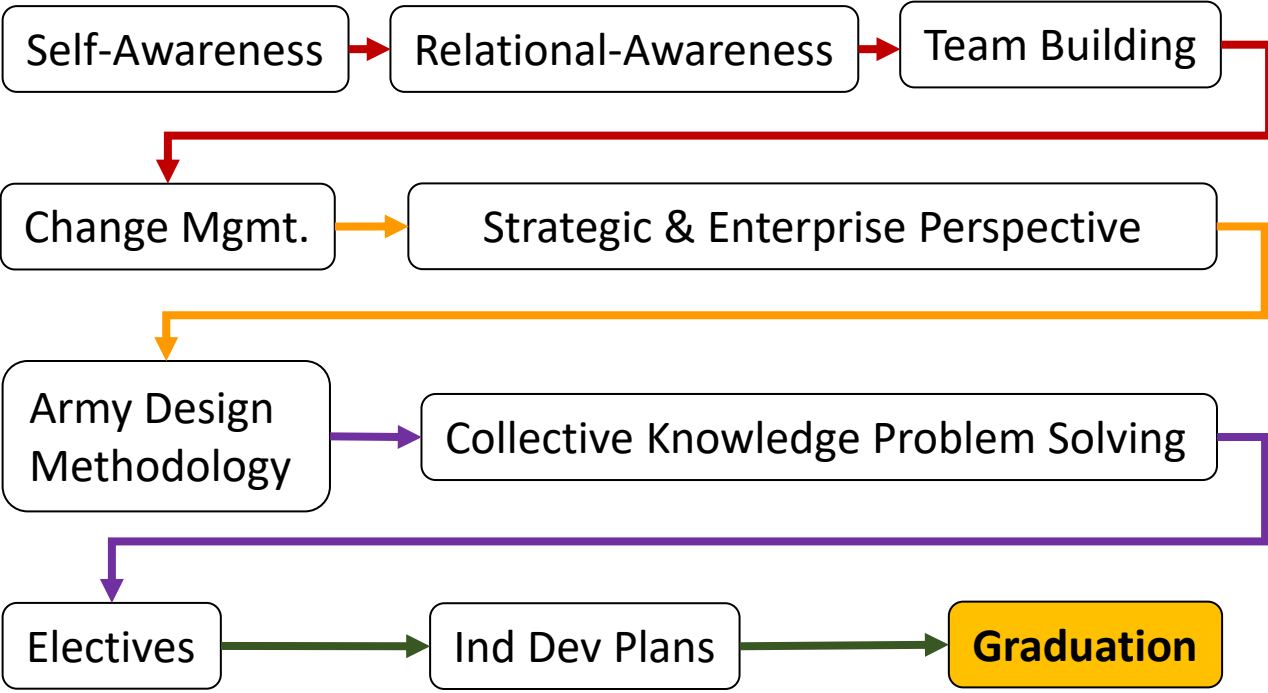 Self-Awareness
Relational-Awareness
Team Building
Change Mgmt.
Strategic & Enterprise Perspective
Army Design
Methodology
Collective Knowledge Problem Solving
Electives
Ind Dev Plans
Graduation